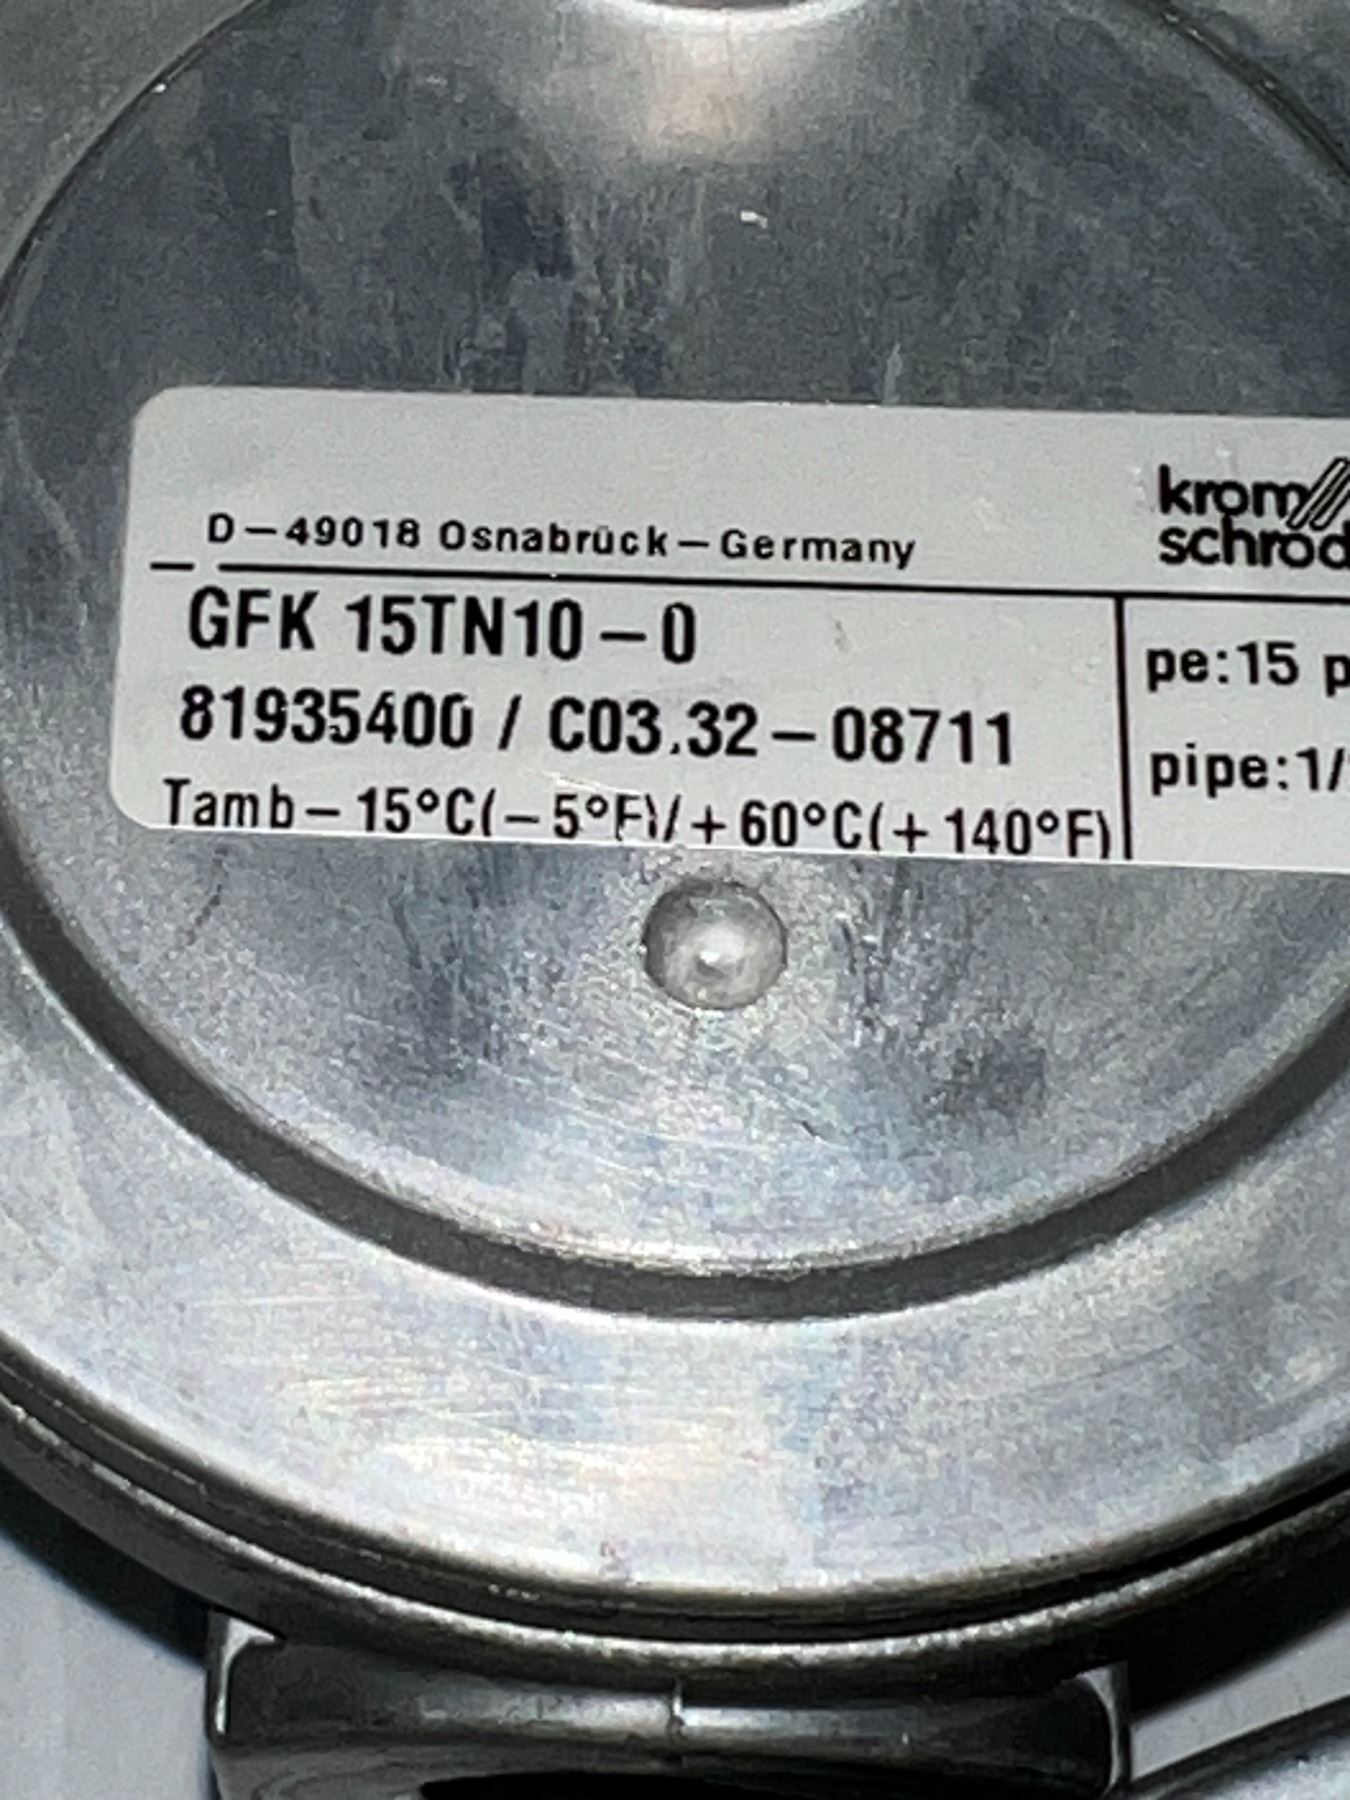 D-49018 Osnabrück-Germany
krom
schrod
GFK 15TN10-0
81935400 / C03.32-08711
Tamb-15°C(-5°F)/+60°C(+140°F)
pe:15 p
pipe:1/